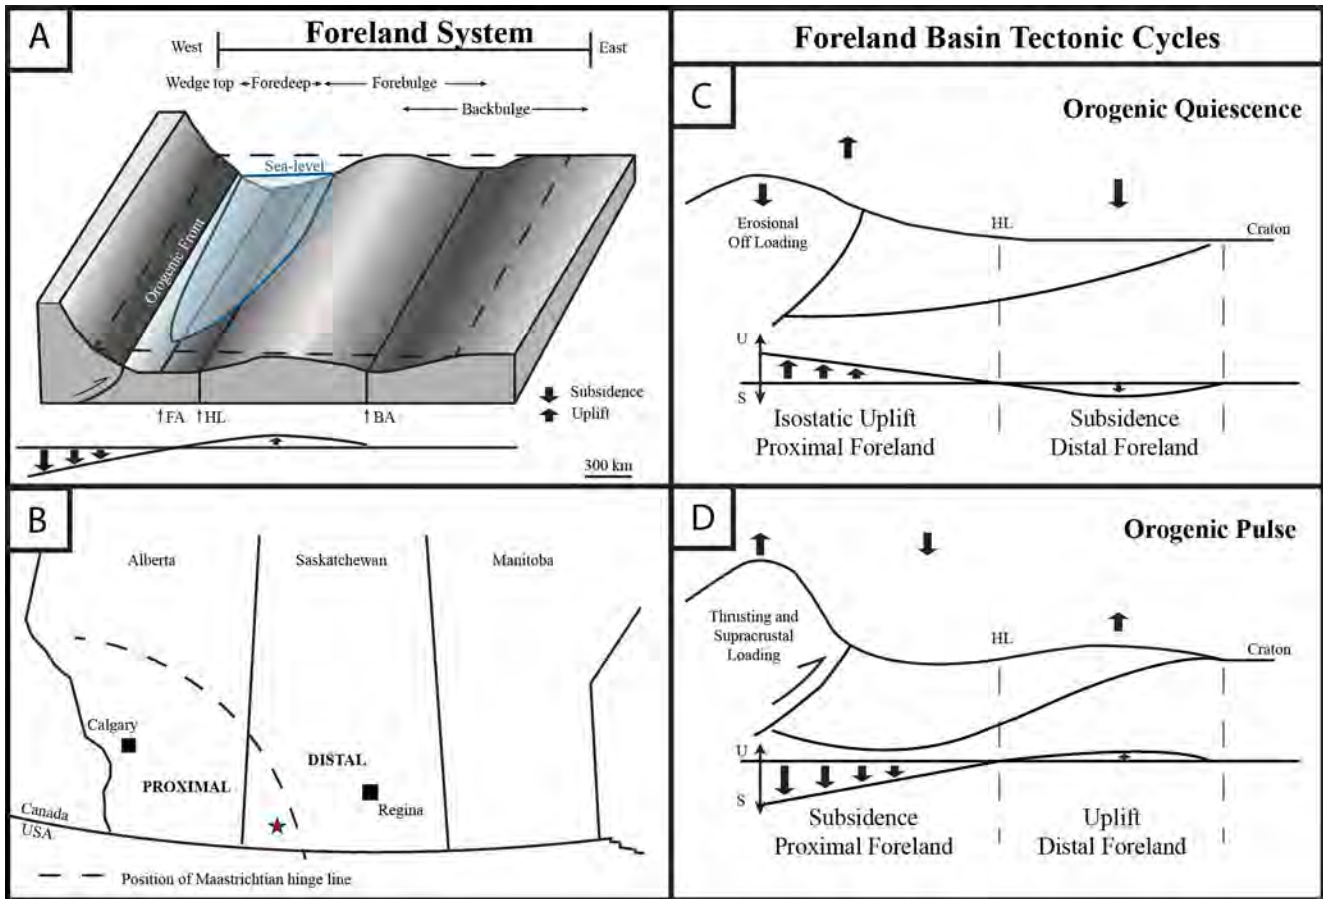 A
Foreland System
West
East
Wedge top
Foredeep
Forebulge
Backbulge
Sea-level
Orogenic Front
Subsidence
Uplift
↑FA
↑HL
↑BA
300 km
B
Alberta
Saskatchewan
Manitoba
Calgary
DISTAL
PROXIMAL
Regina
Canada
USA
Position of Maastrichtian hinge line
Foreland Basin Tectonic Cycles
C
Orogenic Quiescence
Erosional
Off Loading
HL
Craton
U
S
Isostatic Uplift
Proximal Foreland
Subsidence
Distal Foreland
D
Orogenic Pulse
Thrusting and
Supracrustal
Loading
HL
Craton
U
S
Subsidence
Proximal Foreland
Uplift
Distal Foreland